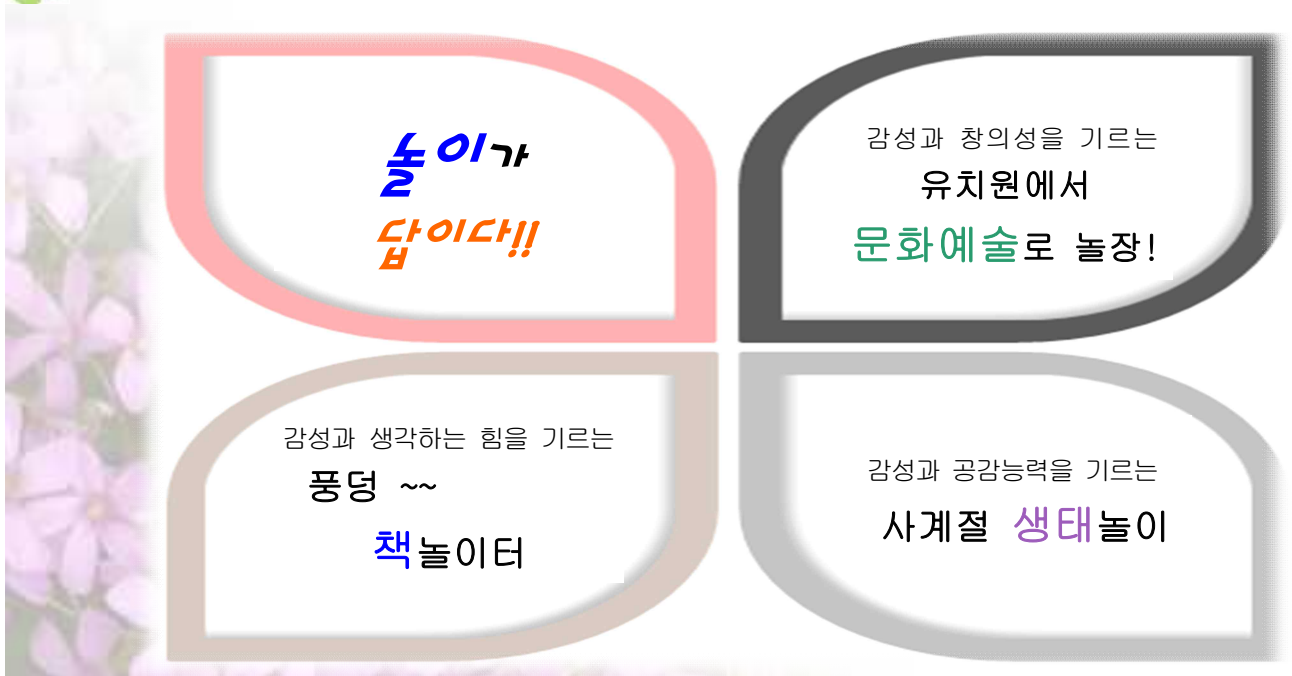 놀이가
답이다!!
감성과 창의성을 기르는
유치원에서
문화예술로 놀장!
감성과 생각하는 힘을 기르는
풍덩 ~~
책놀이터
감성과 공감능력을 기르는
사계절 생태놀이